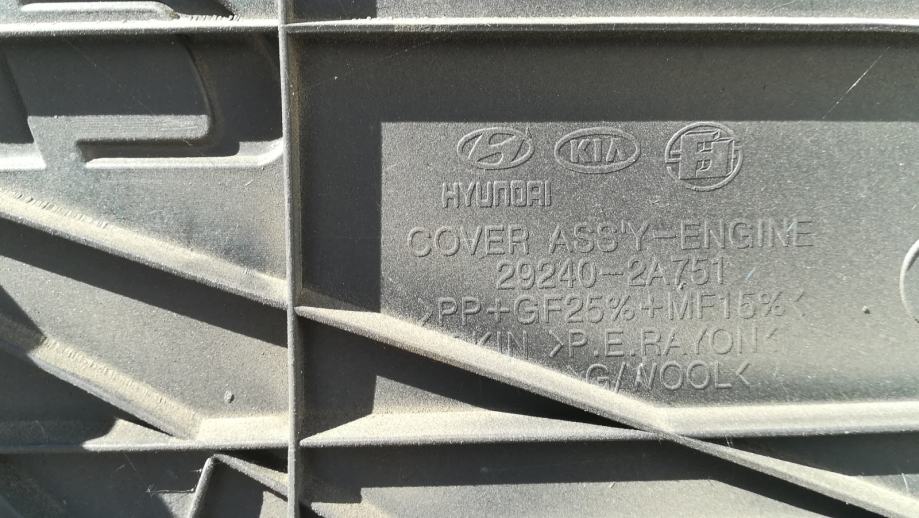 KIA
HYUNDAI
COVER ASS'Y-ENGINE
29240-2A751
>PP+GF25%+MF15%<
>P.E.RAYON<
G/WOOL<